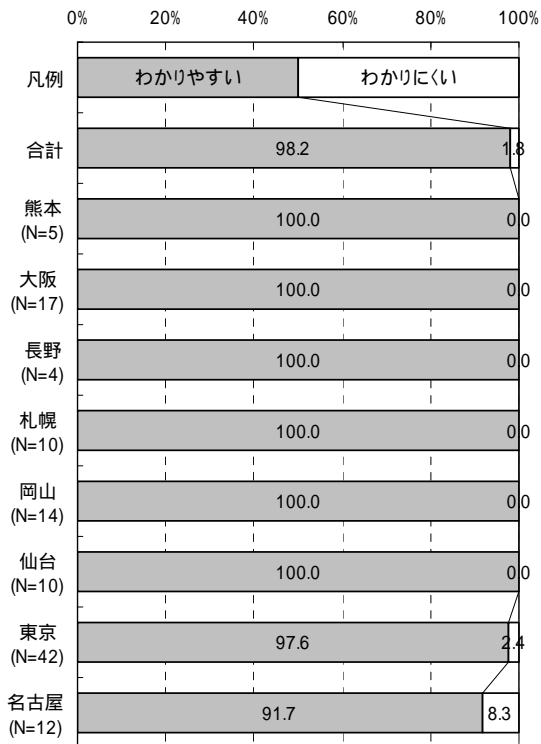 0% 20% 40% 60% 80% 100%
凡例 わかりやすい わかりにくい
合計 98.2 1.8
熊本
(N=5) 100.0 0.0
大阪
(N=17) 100.0 0.0
長野
(N=4) 100.0 0.0
札幌
(N=10) 100.0 0.0
岡山
(N=14) 100.0 0.0
仙台
(N=10) 100.0 0.0
東京
(N=42) 97.6 2.4
名古屋
(N=12) 91.7 8.3